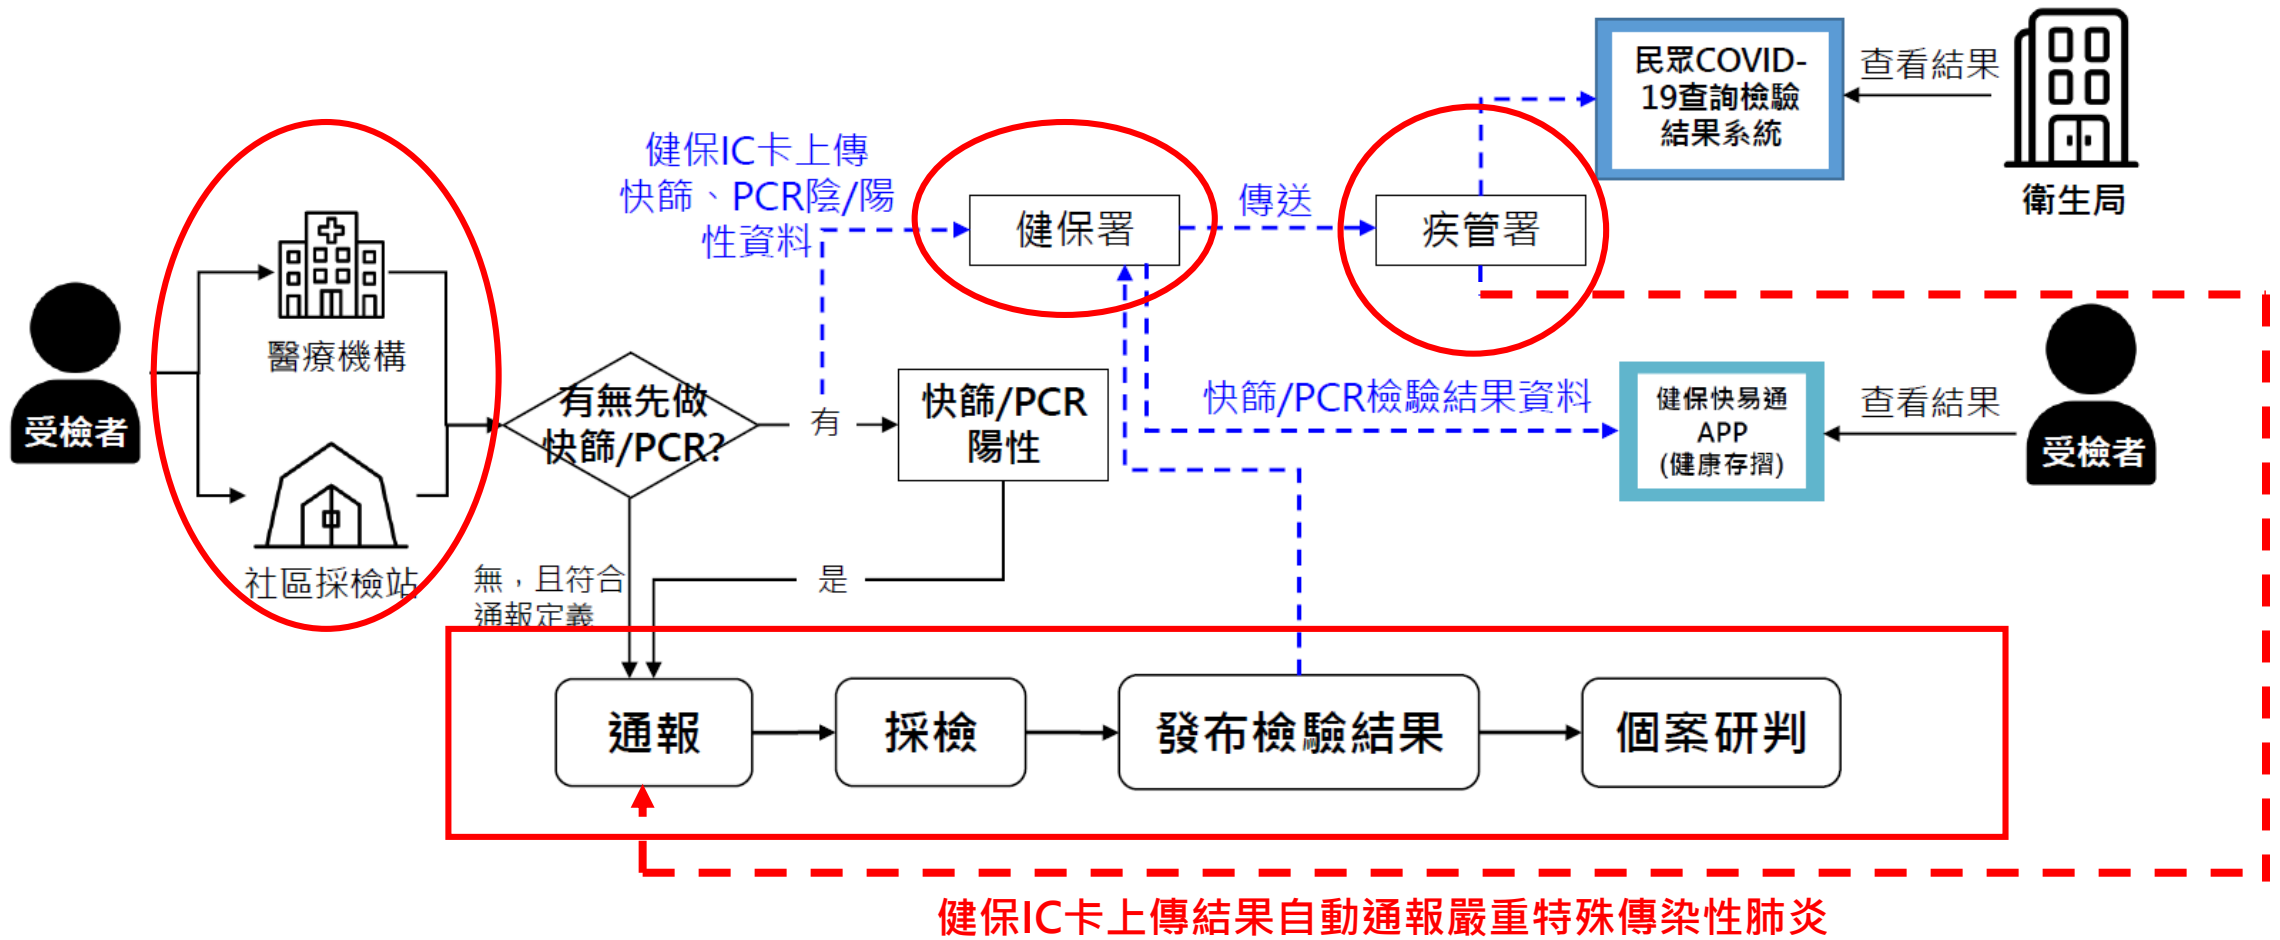 民眾COVID-
19查詢檢驗
結果系統
查看結果
衛生局
健保IC卡上傳
快篩、PCR陰/陽
性資料
健保署
傳送
疾管署
受檢者
醫療機構
社區採檢站
有無先做
快篩/PCR?
有
快篩/PCR
陽性
快篩/PCR檢驗結果資料
健保快易通
APP
(健康存摺)
查看結果
受檢者
無，且符合
通報定義
是
通報
採檢
發布檢驗結果
個案研判
健保IC卡上傳結果自動通報嚴重特殊傳染性肺炎